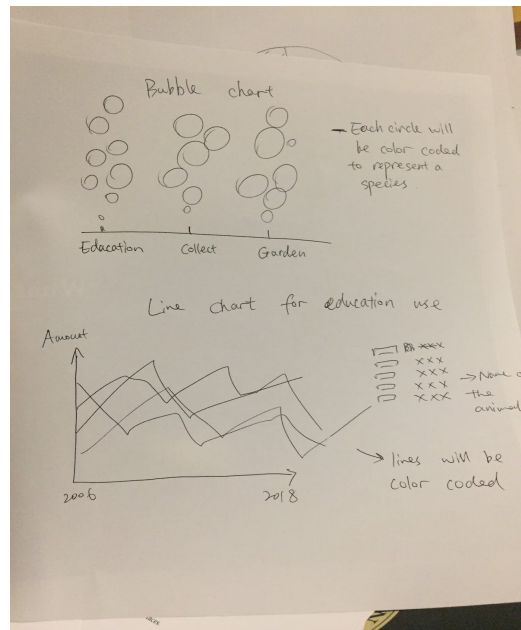 Bubble chart
- Each circle will
be color coded
to represent a
species.
Education Collect Garden
Line chart for education use
Amount
xxx
xxx
xxx
xxx
xxx
→ Name o
the
animal
→ lines will be
color coded
2006 2018